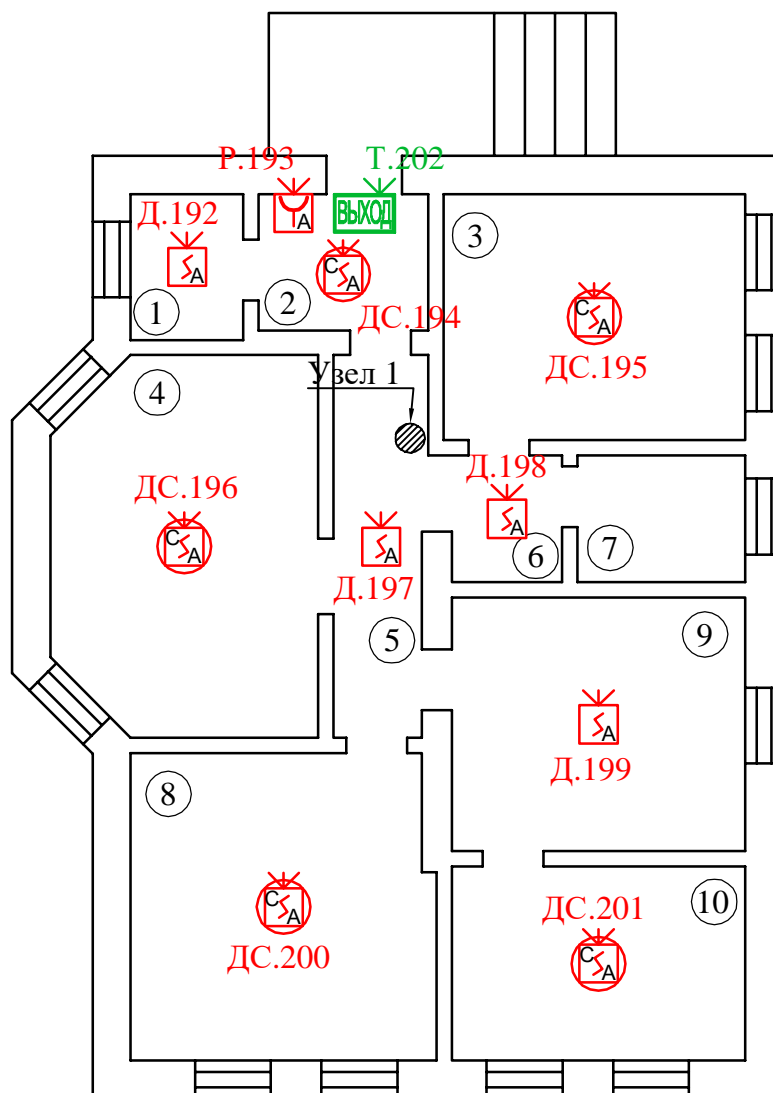 Р.193
Т.202
Д.192
А
ВЫХОД
3
А
С
А
1
2
ДС.194
С
А
ДС.195
Узел 1
4
ДС.196
Д.198
С
А
А
А
6
7
Д.197
5
9
А
Д.199
8
С
А
ДС.200
10
ДС.201
С
А